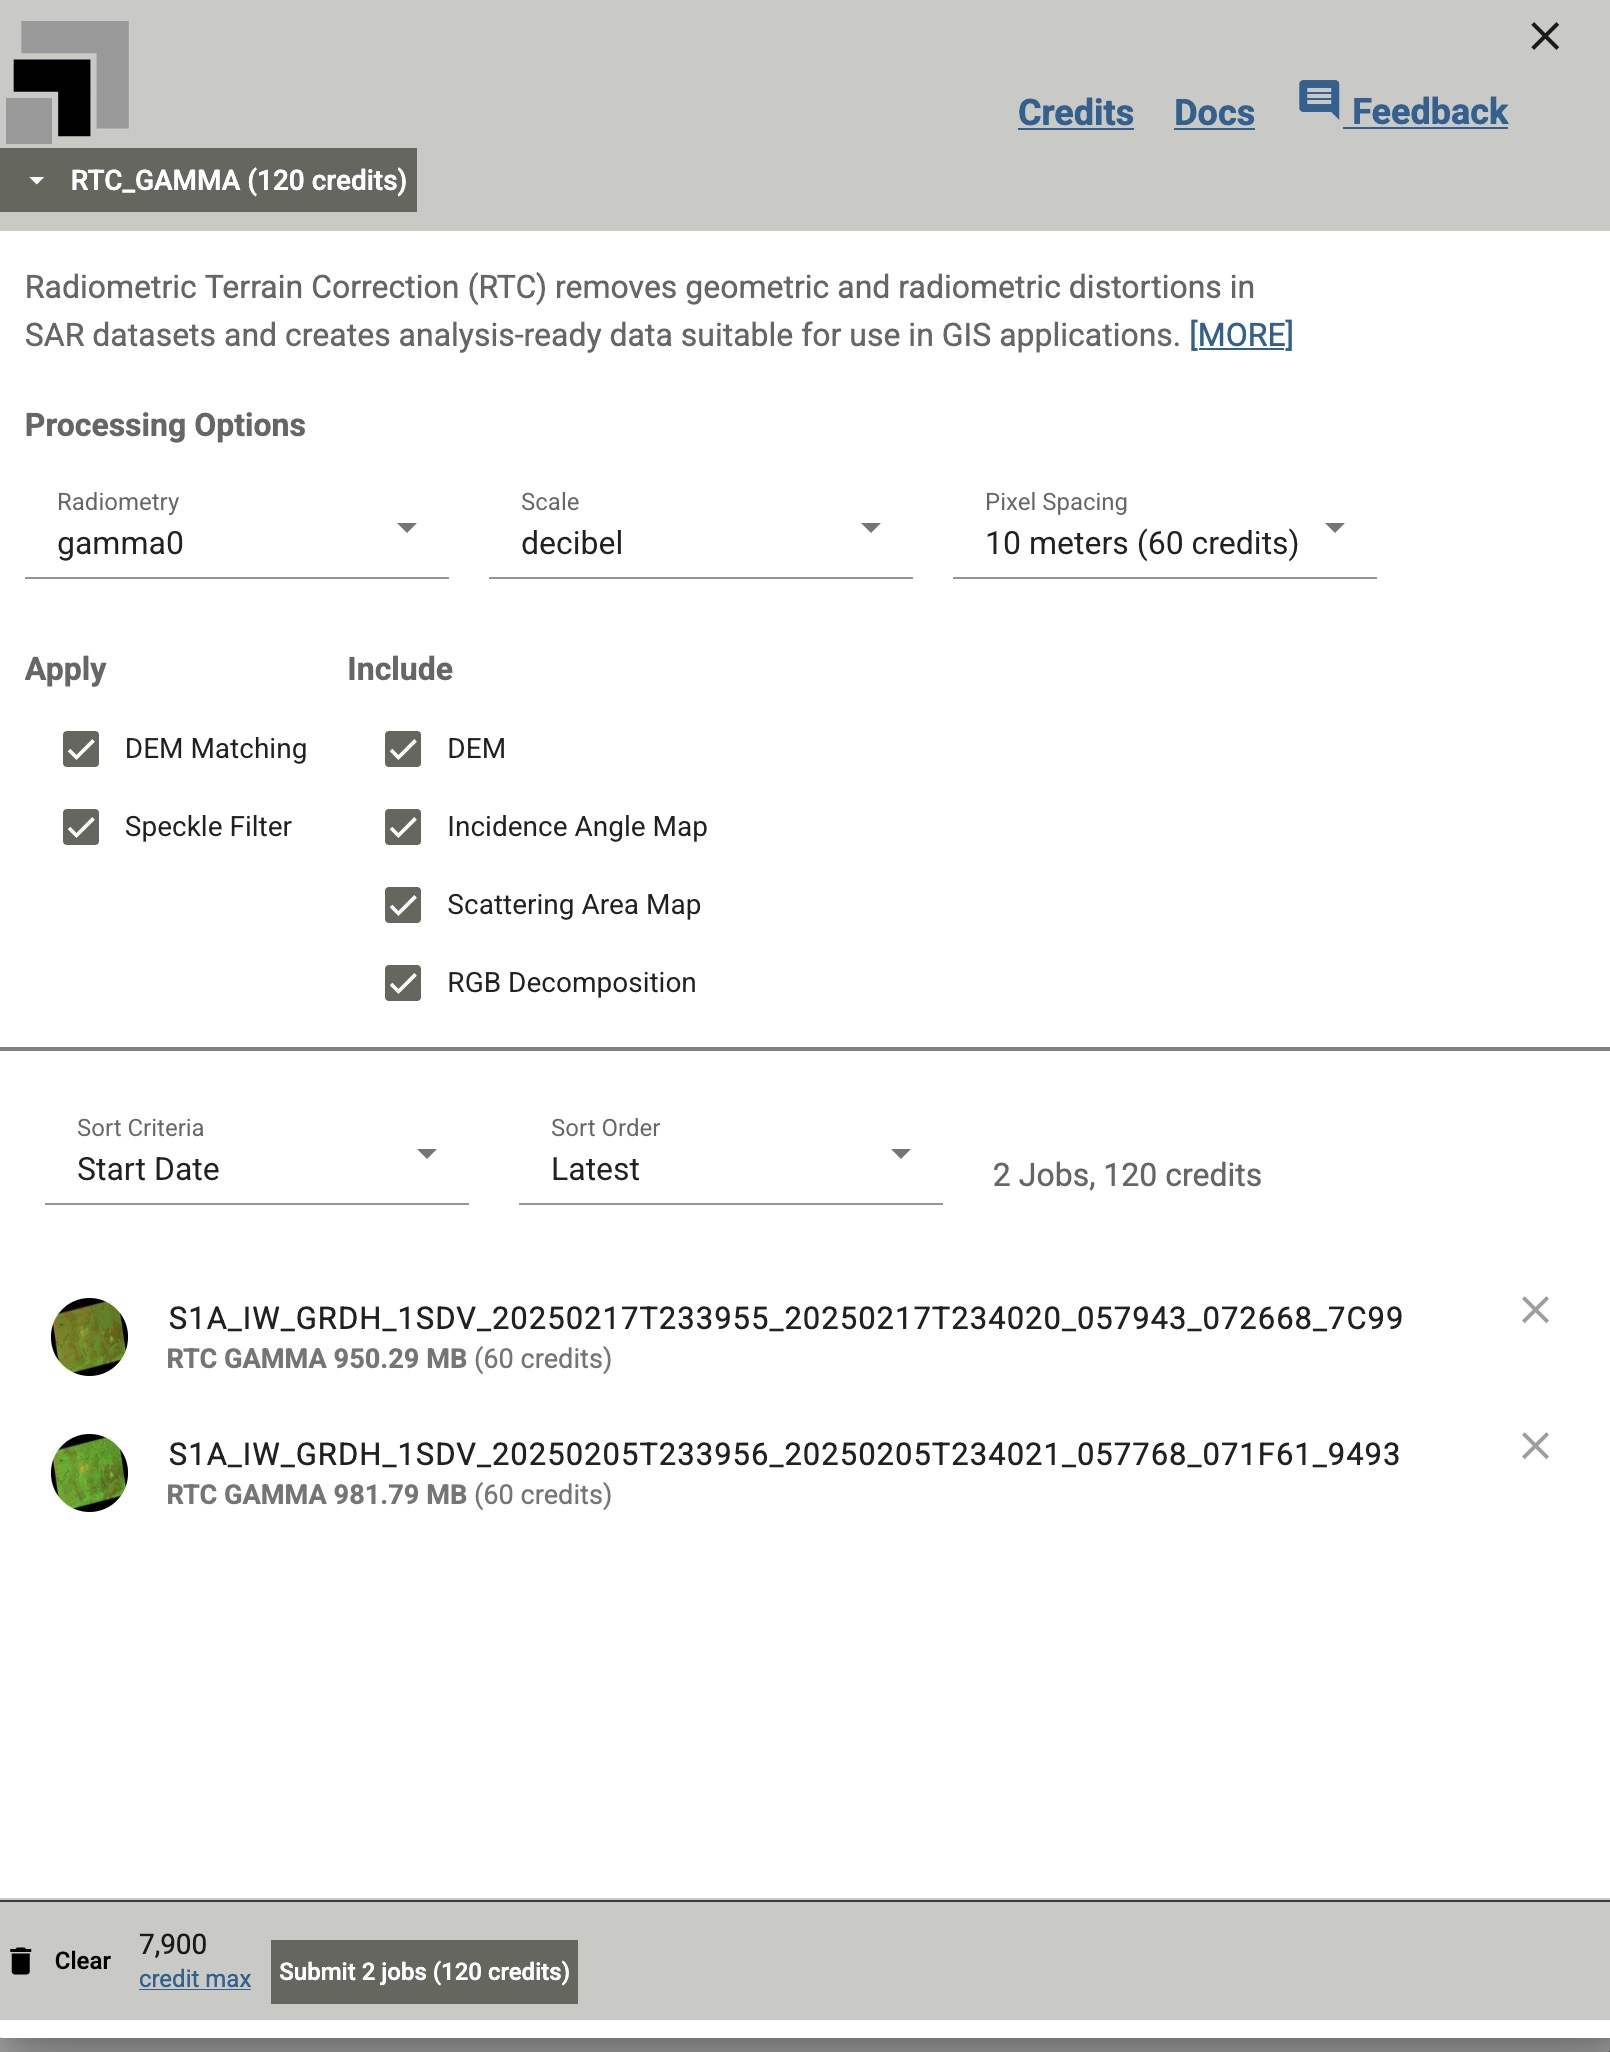 Credits Docs Feedback
RTC_GAMMA (120 credits)
Radiometric Terrain Correction (RTC) removes geometric and radiometric distortions in
SAR datasets and creates analysis-ready data suitable for use in GIS applications. [MORE]
Processing Options
Radiometry Scale Pixel Spacing
gamma0 decibel 10 meters (60 credits)
Apply Include
DEM Matching DEM
Speckle Filter Incidence Angle Map
Scattering Area Map
RGB Decomposition
Sort Criteria Sort Order
Start Date Latest 2 Jobs, 120 credits
S1A_IW_GRDH_1SDV_20250217T233955_20250217T234020_057943_072668_7C99
RTC GAMMA 950.29 MB (60 credits)
S1A_IW_GRDH_1SDV_20250205T233956_20250205T234021_057768_071F61_9493
RTC GAMMA 981.79 MB (60 credits)
Clear 7,900 credit max Submit 2 jobs (120 credits)